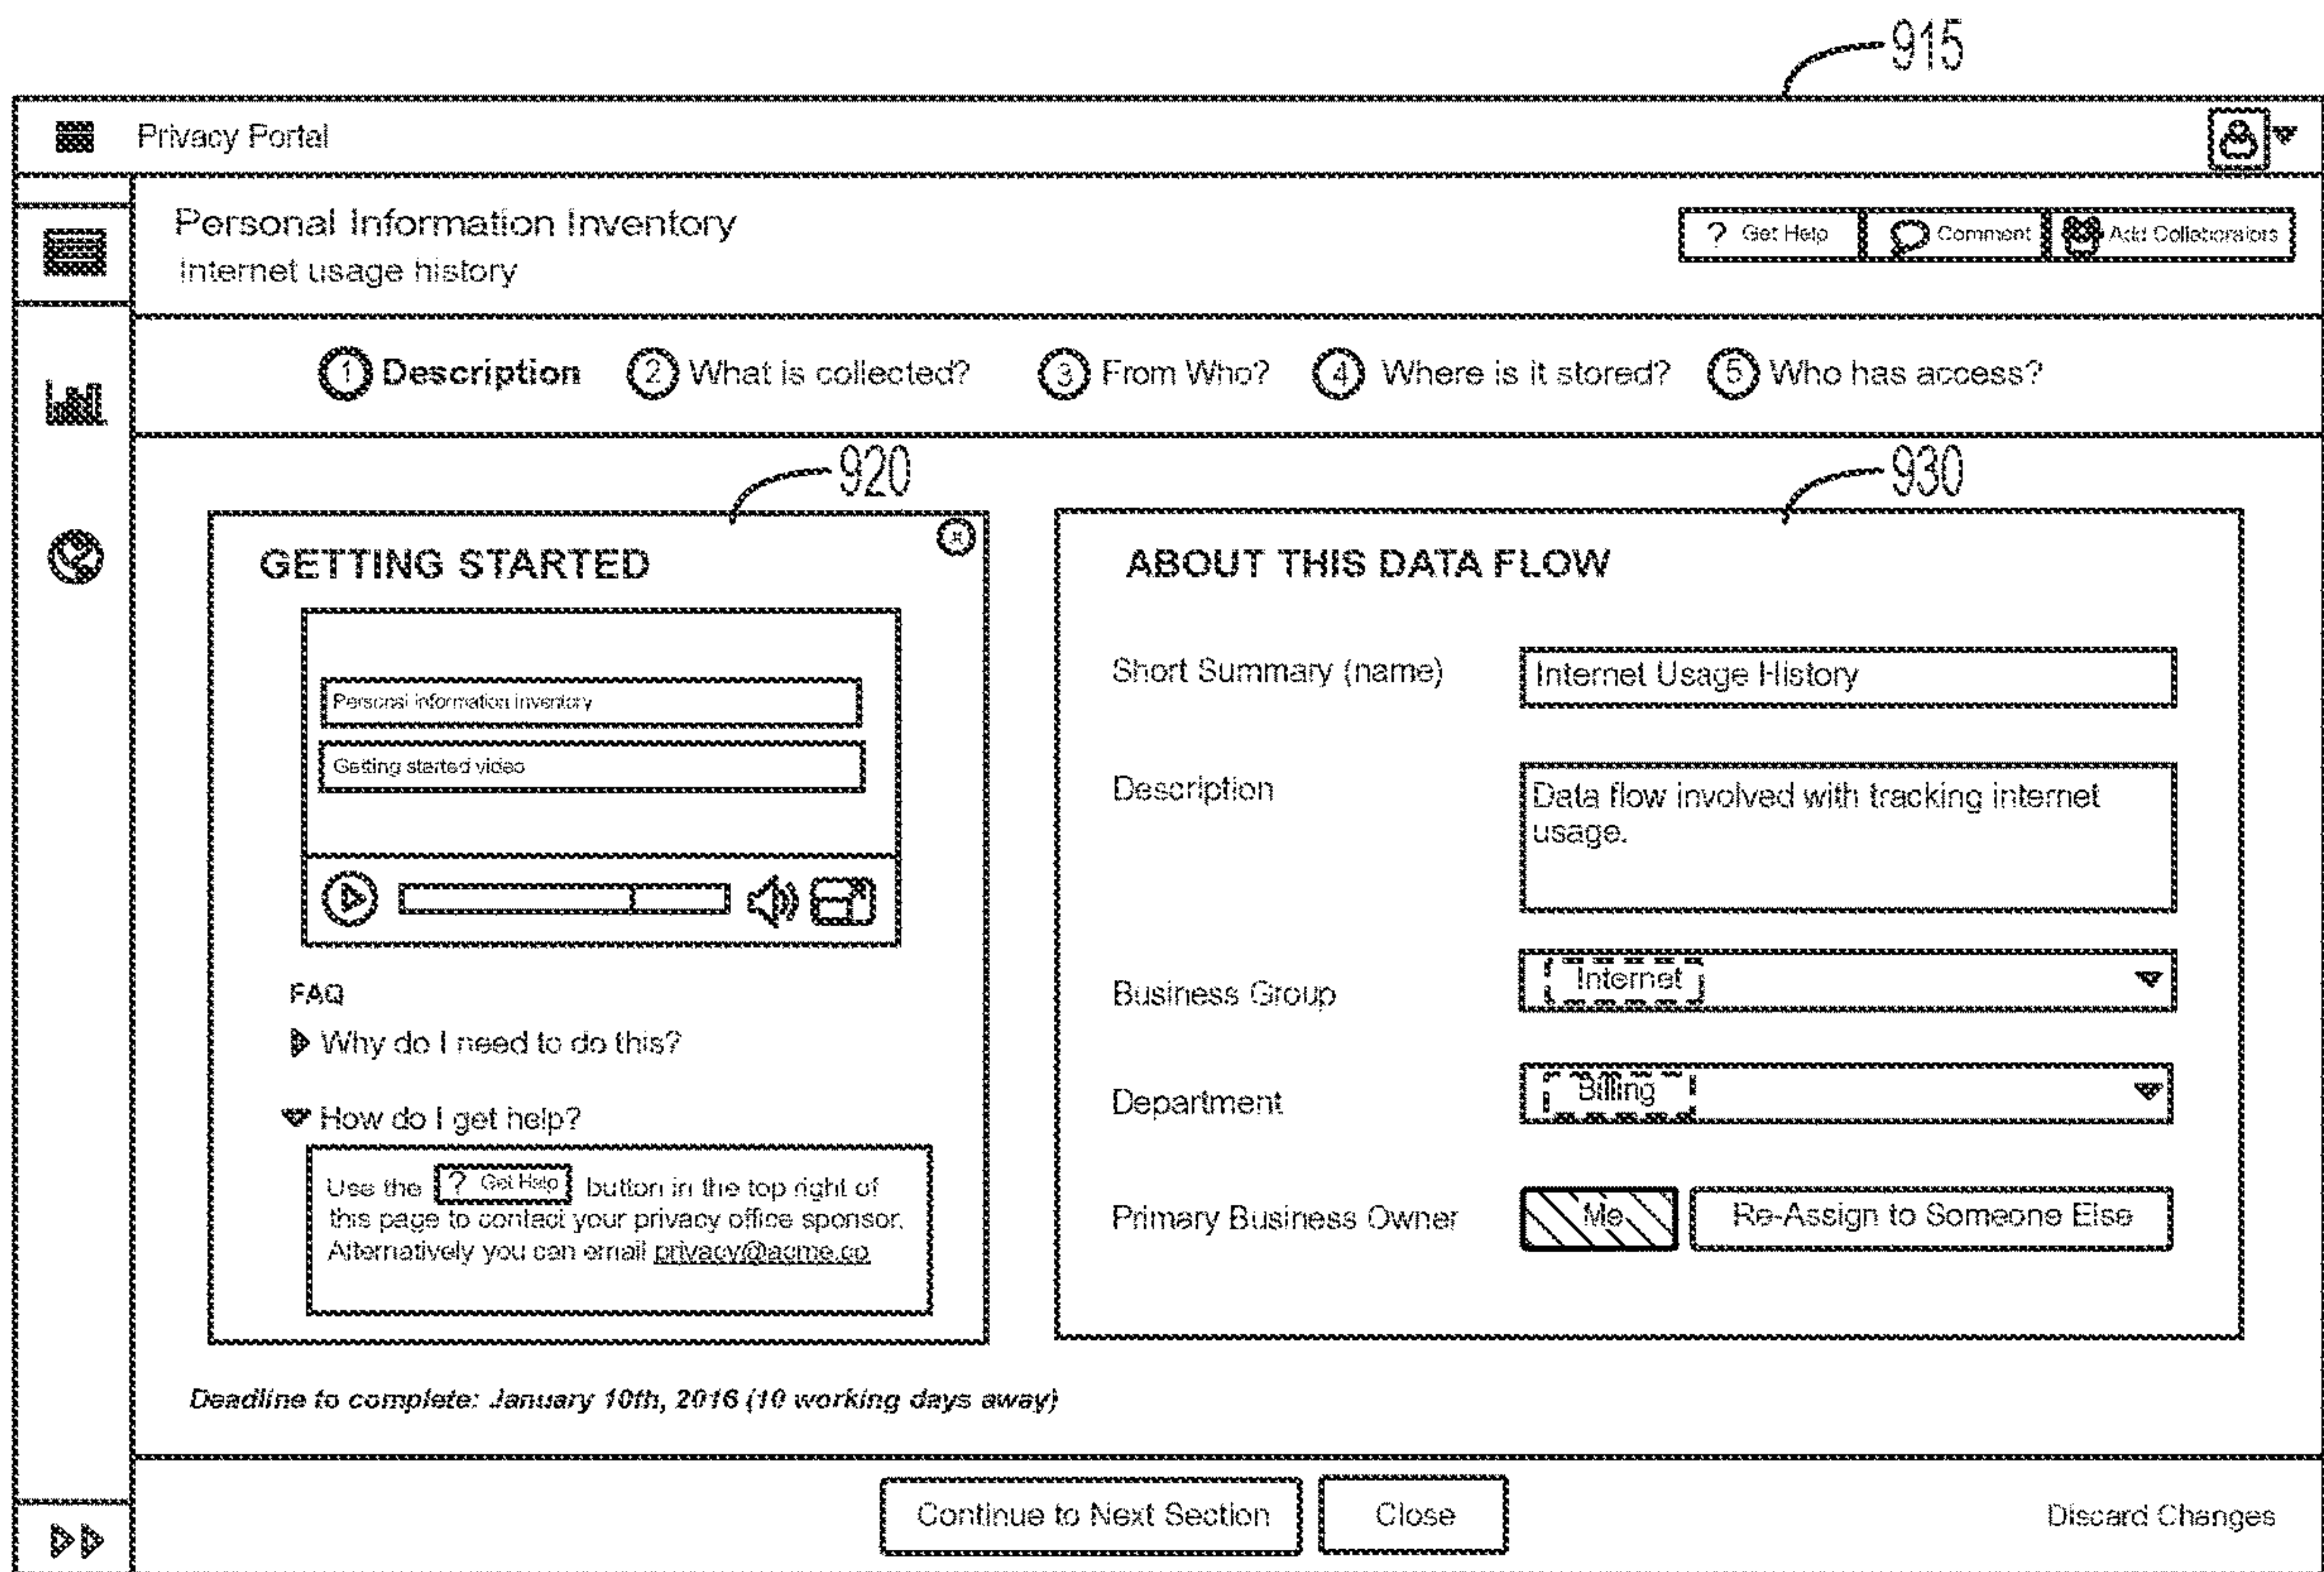 915
Privacy Portal
Personal Information Inventory
Internet usage history
? Get Help
Comment
Add Collaborators
1 Description
2 What is collected?
3 From Who?
4 Where is it stored?
5 Who has access?
920
930
GETTING STARTED
x
Personal information inventory
Getting started video
FAQ
Why do I need to do this?
How do I get help?
Use the ? Get Help button in the top right of
this page to contact your privacy office sponsor.
Alternatively you can email privacy@acme.co
ABOUT THIS DATA FLOW
Short Summary (name)
Internet Usage History
Description
Data flow involved with tracking internet
usage.
Business Group
Internet
Department
Billing
Primary Business Owner
Me
Re-Assign to Someone Else
Deadline to complete: January 10th, 2016 (10 working days away)
Continue to Next Section
Close
Discard Changes